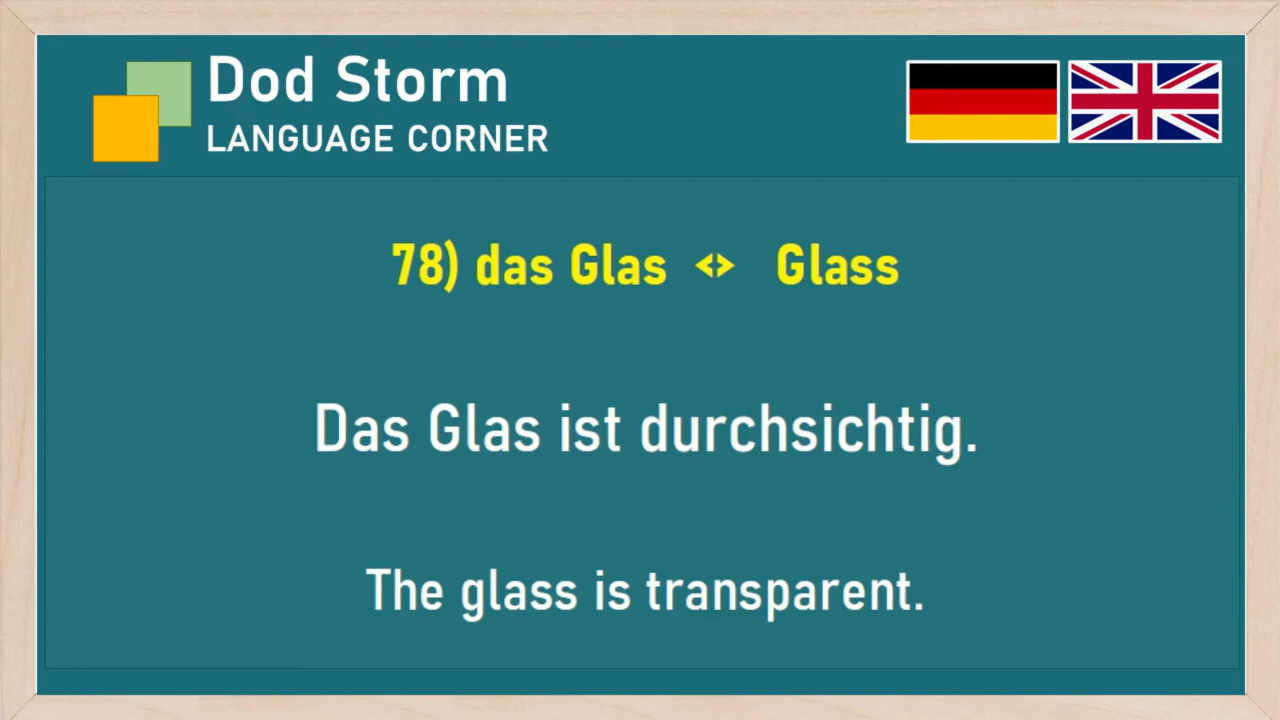 Dod Storm
LANGUAGE CORNER
78) das Glas <> Glass
Das Glas ist durchsichtig.
The glass is transparent.